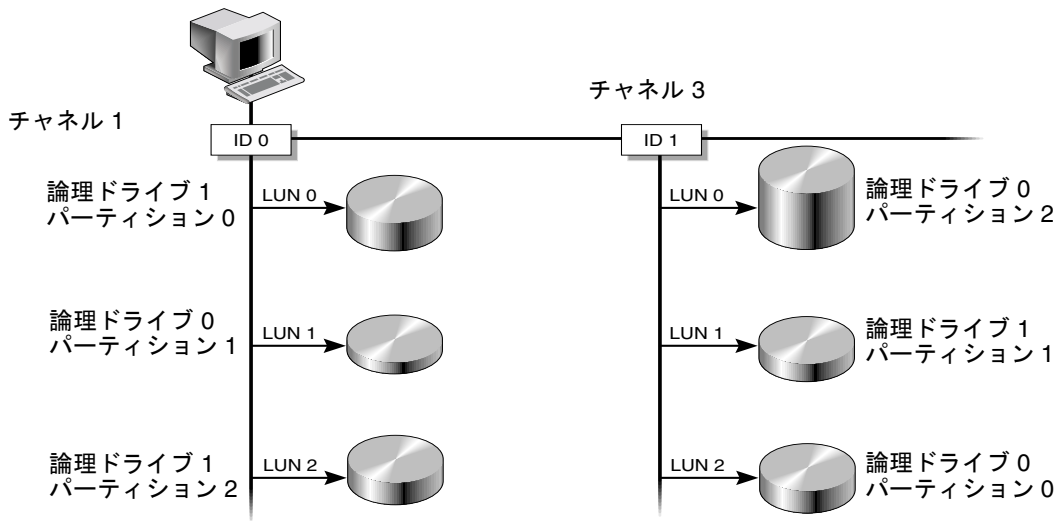 チャネル 1
ID 0
論理ドライブ 1
パーティション 0
LUN 0
論理ドライブ 0
パーティション 1
LUN 1
論理ドライブ 1
パーティション 2
LUN 2
チャネル 3
ID 1
LUN 0
論理ドライブ 0
パーティション 2
LUN 1
論理ドライブ 1
パーティション 1
LUN 2
論理ドライブ 0
パーティション 0